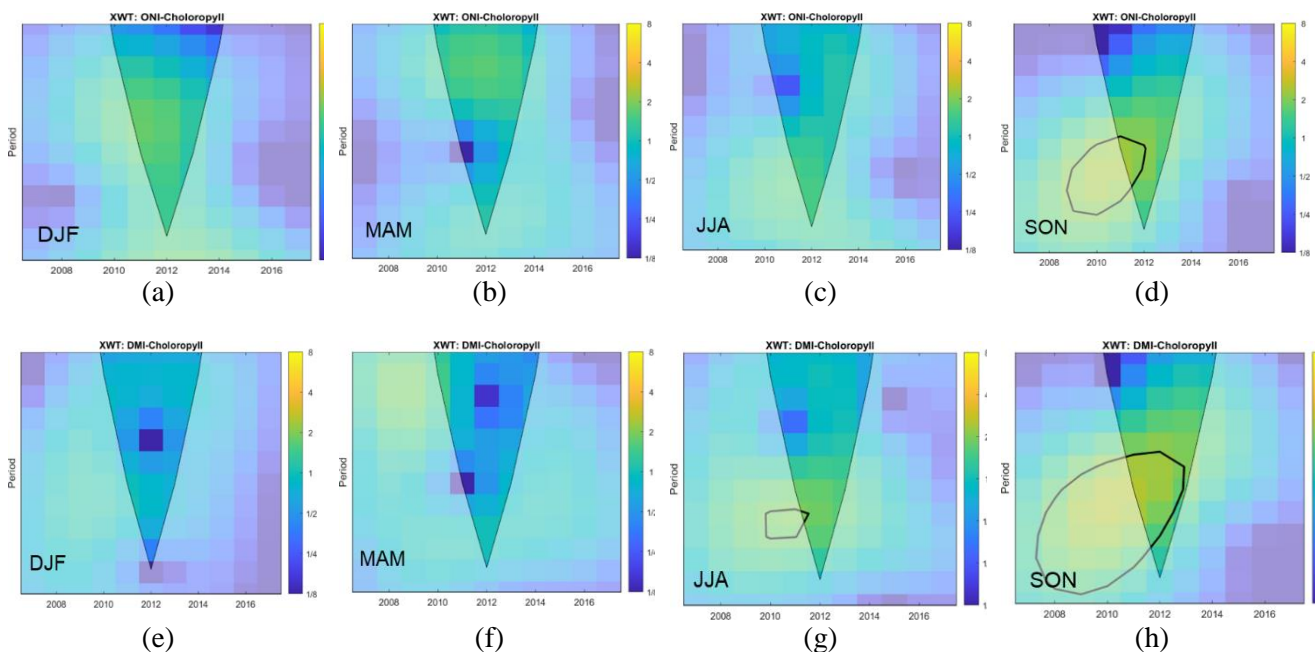 XWT: ONI-Choloropyll
Period
DJF
2008 2010 2012 2014 2016
(a)
XWT: ONI-Choloropyll
8
4
2
1
1/2
1/4
1/8
Period
MAM
2008 2010 2012 2014 2016
(b)
XWT: ONI-Choloropyll
8
4
2
1
1/2
1/4
1/8
Period
JJA
2008 2010 2012 2014 2016
(c)
XWT: ONI-Choloropyll
8
4
2
1
1/2
1/4
1/8
Period
SON
2008 2010 2012 2014 2016
(d)
XWT: DMI-Choloropyll
8
4
2
1
1/2
1/4
1/8
Period
DJF
2008 2010 2012 2014 2016
(e)
XWT: DMI-Choloropyll
8
4
2
1
Period
MAM
2008 2010 2012 2014 2016
(f)
XWT: DMI-Choloropyll
4
Period
JJA
2008 2010 2012 2014 2016
(g)
XWT: DMI-Choloropyll
Period
SON
2008 2010 2012 2014 2016
(h)